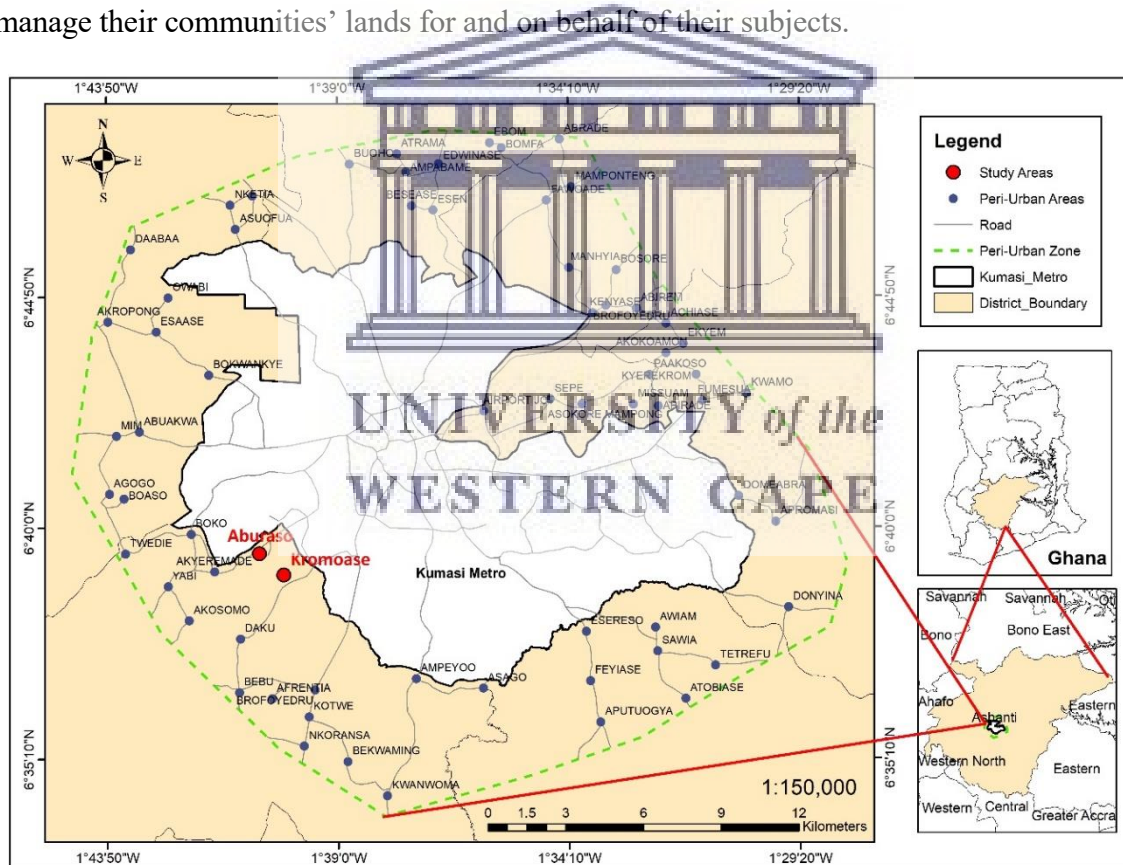 manage their communities’ lands for and on behalf of their subjects.
1°43'50"W 1°39'0"W 1°34'10"W 1°29'20"W
N
W E
S
Legend
Study Areas
Peri-Urban Areas
Road
Peri-Urban Zone
Kumasi_Metro
District_Boundary
EBOM
ABRADE
ATRAMA
BOMFA
BUOHO
EDWINASE
AMPABAME
MAMPONTENG
FAWOADE
NKETIA
BESEASE
ESEN
ASUOFUA
DAABAA
MANHYIA
BOSORE
6°44'50"N
OWABI
6°44'50"N
KENYASE
ABIREM
BROFOYEDRU
ACHIASE
AKROPONG
ESAASE
EKYEM
AKOKOAMO
PAAKOSO
BOKWANKYE
KYEREKROM
KWAMO
SEPE
MISEUAM
FUMESUA
AIRPORTIJC
ASOKORE MAMPONG
ABIRADE
UNIVERSITY of the
MIM
ABUAKWA
WESTERN CAPE
AGOGO
BOASO
DOMEABRA
APROMASI
6°40'0"N
6°40'0"N
BOKO
Aburaso
TWEDIE
Kromoase
AKYEREMADE
Kumasi Metro
YABI
AKOSOMO
DONYINA
DAKU
ESERESO
AWIAM
SAWIA
TETREFU
AMPEYOO
ASAGO
FEYIASE
BEBU
AFRENTIA
BROFOYEDRU
ATOBIASE
KOTWE
APUTUOGYA
NKORANSA
BEKWAMING
6°35'10"N
6°35'10"N
KWANWOMA
1:150,000
0 1.5 3 6 9 12
Kilometers
1°43'50"W 1°39'0"W 1°34'10"W 1°29'20"W
Ghana
Savannah Savannah Oti
Bono
Bono East
Ahafo
Ashanti
Eastern
Western North
Eastern
Western
Central
Greater Accra